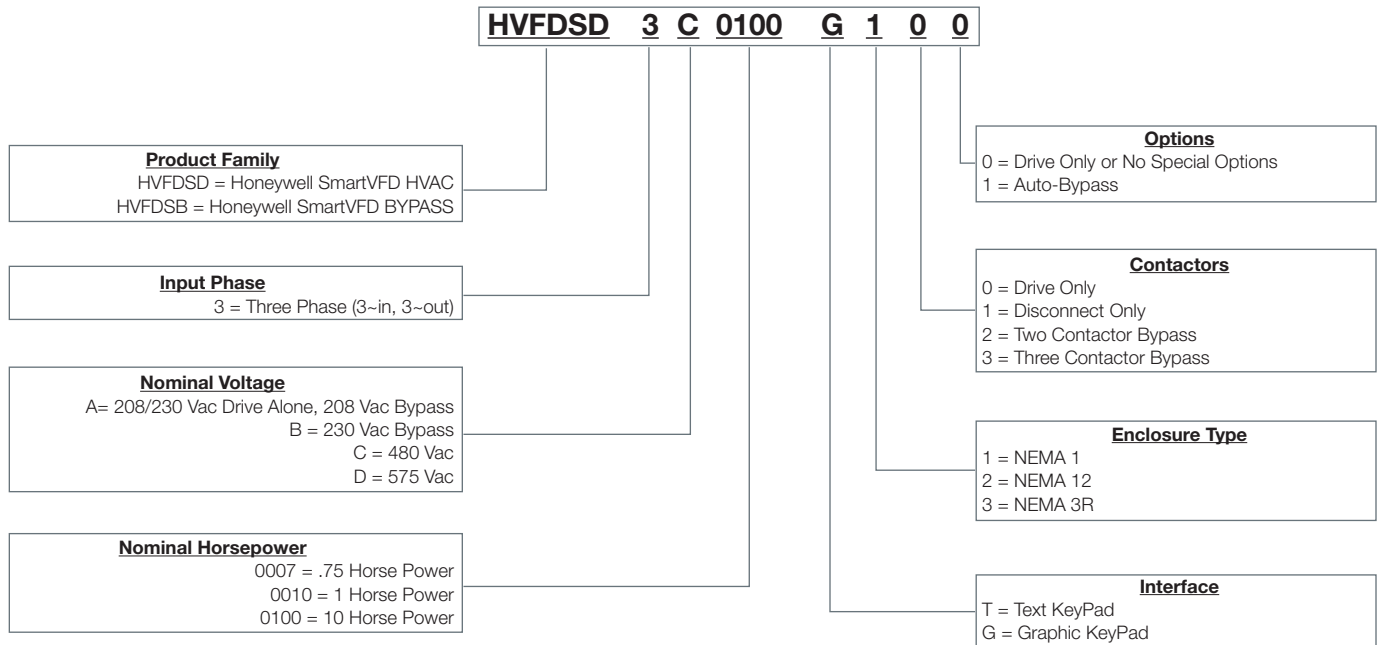 HVFDSD 3 C 0100 G 1 0 0
Product Family
HVFDSD = Honeywell SmartVFD HVAC
HVFDSB = Honeywell SmartVFD BYPASS
Input Phase
3 = Three Phase (3~in, 3~out)
Nominal Voltage
A= 208/230 Vac Drive Alone, 208 Vac Bypass
B = 230 Vac Bypass
C = 480 Vac
D = 575 Vac
Nominal Horsepower
0007 = .75 Horse Power
0010 = 1 Horse Power
0100 = 10 Horse Power
Options
0 = Drive Only or No Special Options
1 = Auto-Bypass
Contactors
0 = Drive Only
1 = Disconnect Only
2 = Two Contactor Bypass
3 = Three Contactor Bypass
Enclosure Type
1 = NEMA 1
2 = NEMA 12
3 = NEMA 3R
Interface
T = Text KeyPad
G = Graphic KeyPad